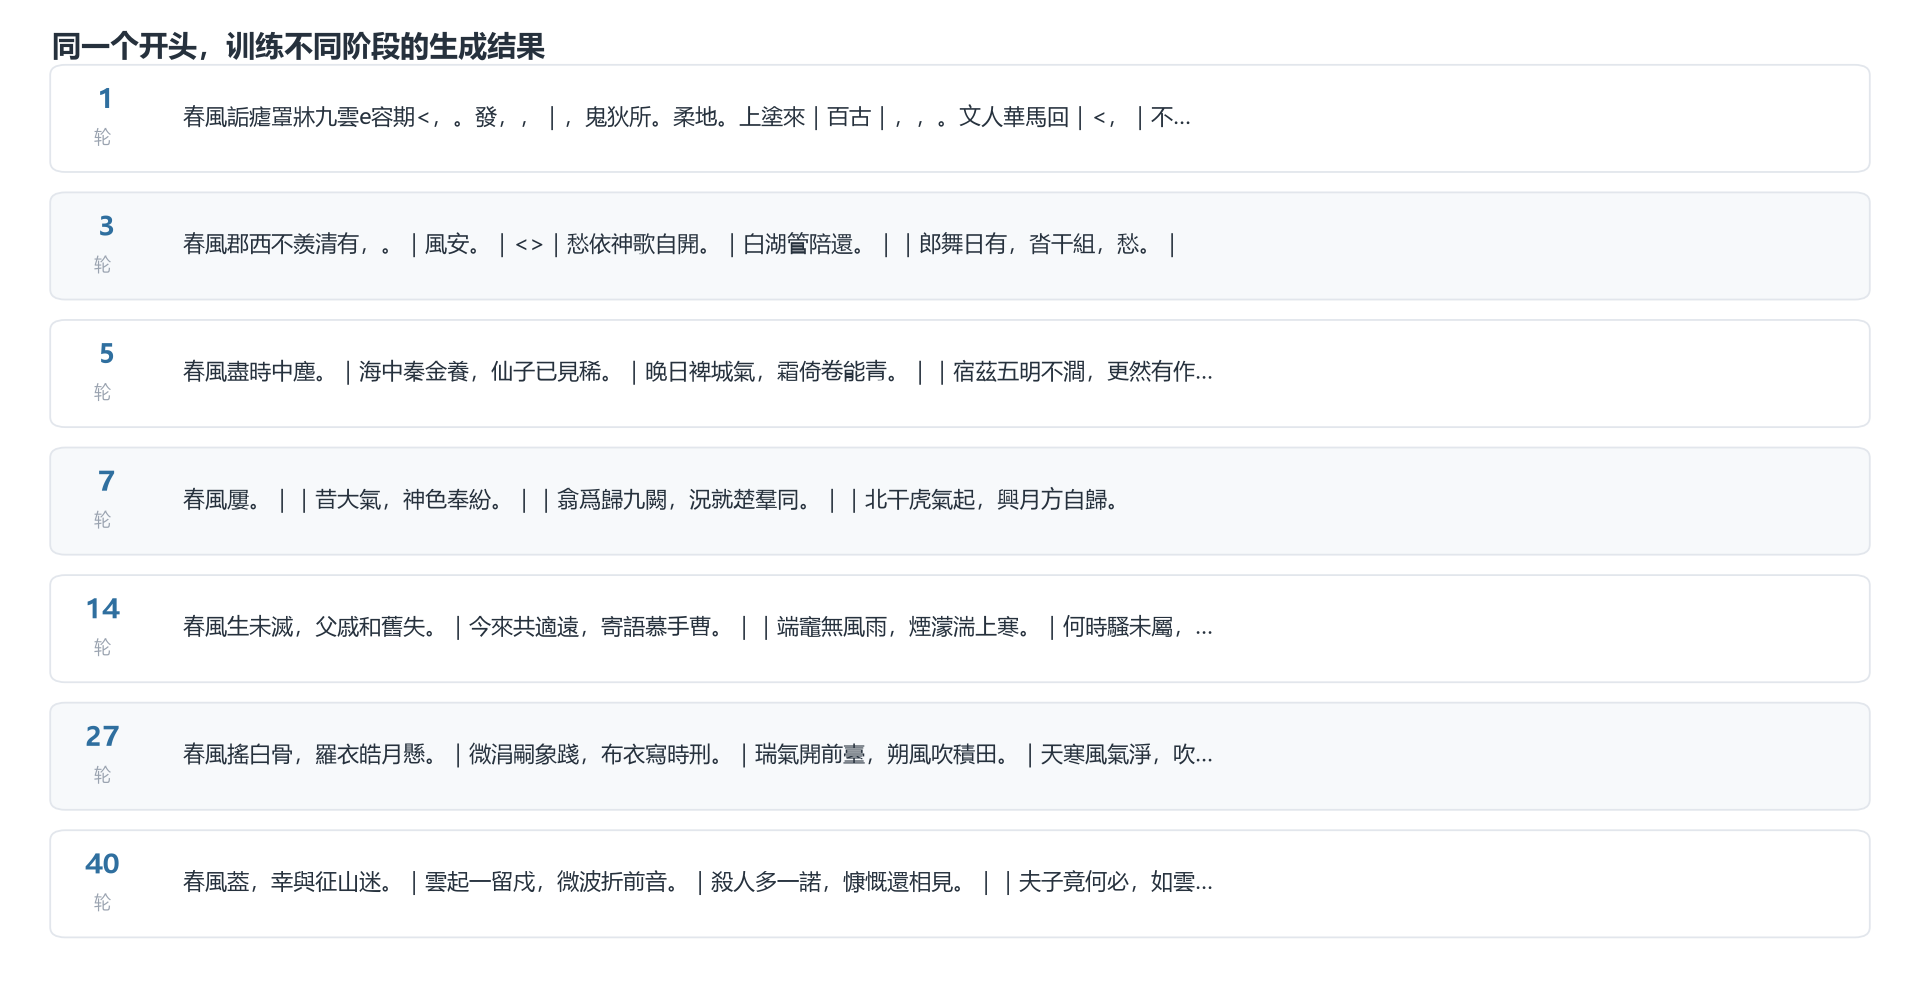 同一个开头，训练不同阶段的生成结果
1
轮
春風詬瘧罩牀九雲e容期<，。發，，｜，鬼狄所。柔地。上塗來｜百古｜，，。文人華馬回｜<，｜不...
3
轮
春風郡西不羨清有，。｜風安。｜<>｜愁依神歌自開。｜白湖管陪還。｜｜郎舞日有，沓干組，愁。｜
5
轮
春風盡時中塵。｜海中秦金養，仙子已見稀。｜晚日裨城氣，霜倚卷能青。｜｜宿茲五明不澗，更然有作...
7
轮
春風屢。｜｜昔大氣，神色奉紛。｜｜翁爲歸九闕，況就楚羣同。｜｜北干虎氣起，興月方自歸。
14
轮
春風生未滅，父戚和舊失。｜今來共適遠，寄語慕手曹。｜｜端竈無風雨，煙濛湍上寒。｜何時騷未屬，...
27
轮
春風搖白骨，羅衣皓月懸。｜微涓嗣象踐，布衣寫時刑。｜瑞氣開前臺，朔風吹積田。｜天寒風氣淨，吹...
40
轮
春風蕋，幸與征山迷。｜雲起一留戍，微波折前音。｜殺人多一諾，慷慨還相見。｜｜夫子竟何必，如雲...